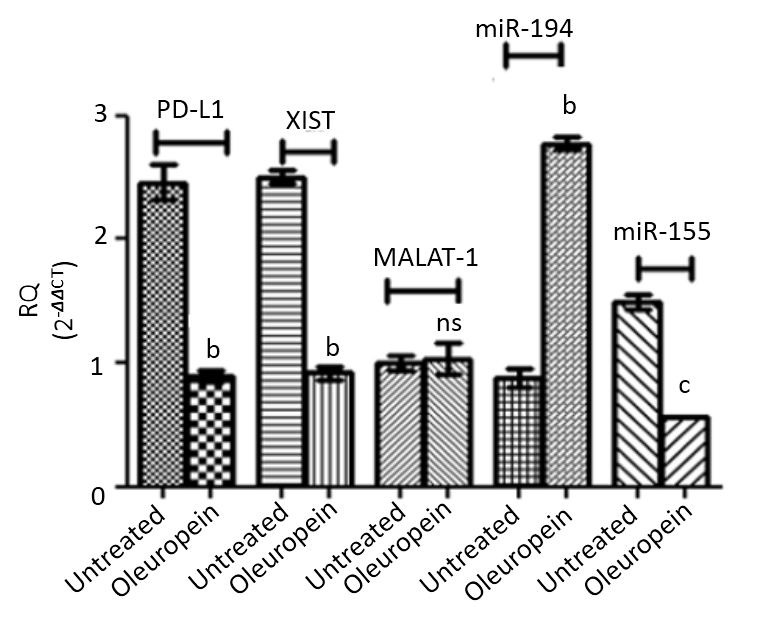 miR-194
PD-L1
XIST
b
miR-155
MALAT-1
ns
b
b
c
3
2
1
0
RQ
(2-ΔΔCT)
Untreated
Oleuropein
Untreated
Oleuropein
Untreated
Oleuropein
Untreated
Oleuropein
Untreated
Oleuropein